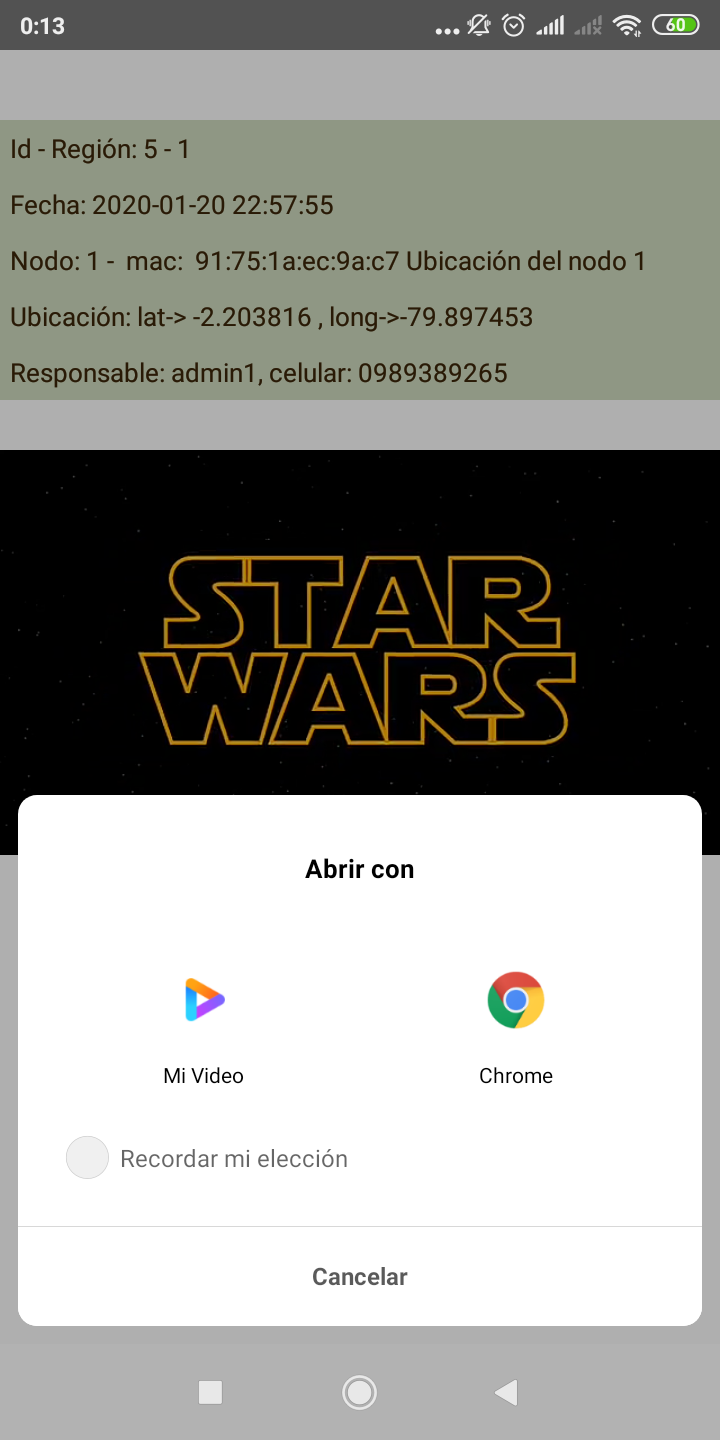 0:13
60
Id - Región: 5 - 1
Fecha: 2020-01-20 22:57:55
Nodo: 1 -  mac:  91:75:1a:ec:9a:c7 Ubicación del nodo 1
Ubicación: lat-> -2.203816 , long->-79.897453
Responsable: admin1, celular: 0989389265
STAR
WARS
Abrir con
Mi Video
Chrome
Recordar mi elección
Cancelar